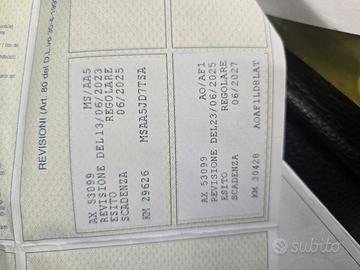 REVISIONI (Art. 80 del D.L.vo 30-4-199
AX 53099 MS/AA5
REVISIONE DEL13/06/2023
ESITO REGOLARE
SCADENZA 06/2025
KM 29626 MSAA5JD7TSA
AX 53099 AO/AF1
REVISIONE DEL23/06/2025
ESITO REGOLARE
SCADENZA 06/2027
KM 30428 AOAF1LD8LAT
subito